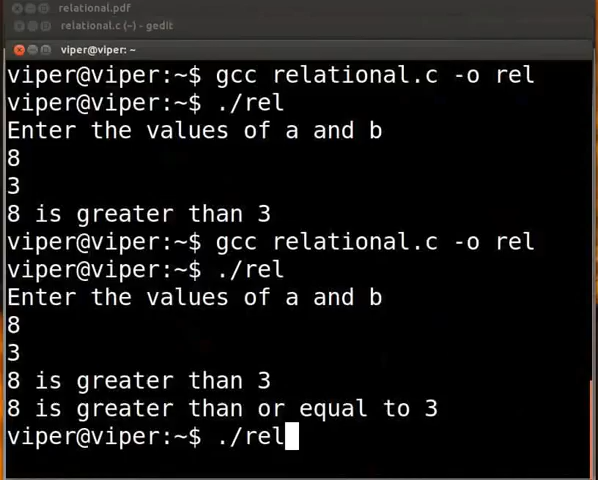 relational.pdf
relational.c (~) - gedit
viper@viper: ~
viper@viper:~$ gcc relational.c -o rel
viper@viper:~$ ./rel
Enter the values of a and b
8
3
8 is greater than 3
viper@viper:~$ gcc relational.c -o rel
viper@viper:~$ ./rel
Enter the values of a and b
8
3
8 is greater than 3
8 is greater than or equal to 3
viper@viper:~$ ./rel